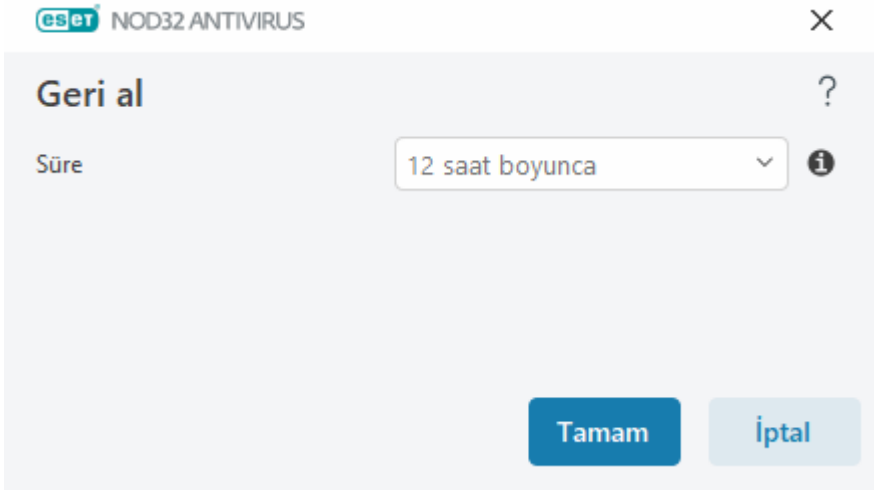 eset NOD32 ANTIVIRUS
Geri al
?
Süre 12 saat boyunca
Tamam İptal